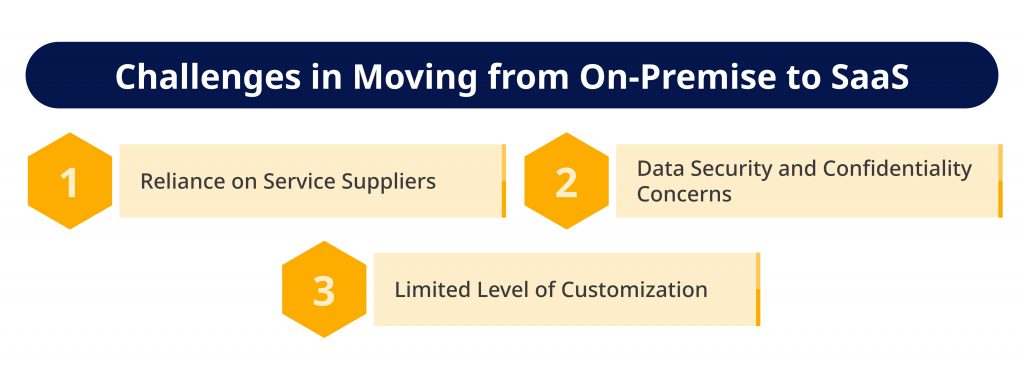 Challenges in Moving from On-Premise to SaaS
1
Reliance on Service Suppliers
2
Data Security and Confidentiality
Concerns
3
Limited Level of Customization